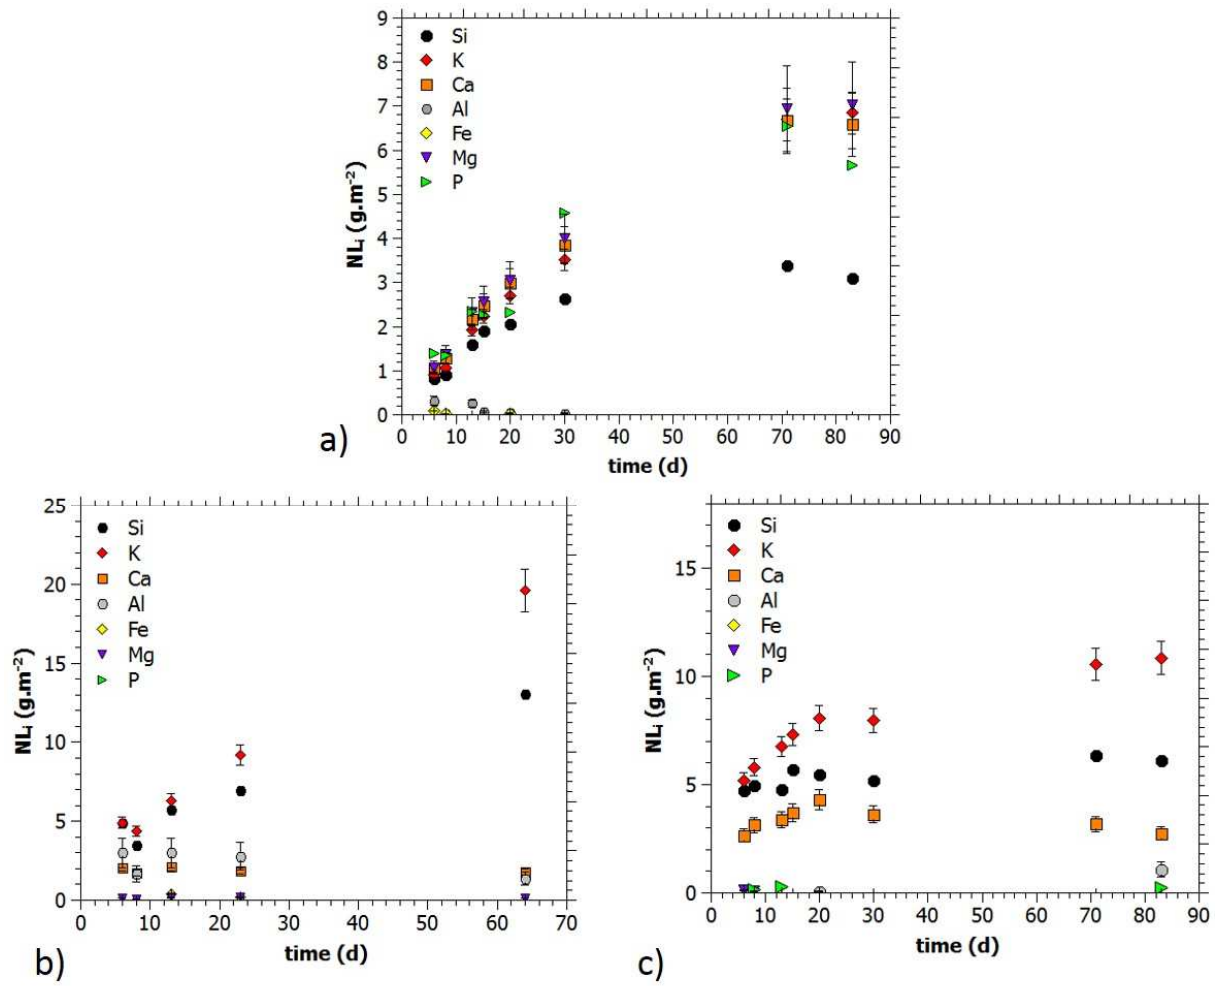 9
8
7
6
5
4
3
2
1
0
NLi (g.m-2)
Si
K
Ca
Al
Fe
Mg
P
0 10 20 30 40 50 60 70 80 90
time (d)
a)
25
20
15
10
5
0
NLi (g.m-2)
Si
K
Ca
Al
Fe
Mg
P
0 10 20 30 40 50 60 70
time (d)
b)
15
10
5
0
NLi (g.m-2)
Si
K
Ca
Al
Fe
Mg
P
0 10 20 30 40 50 60 70 80 90
time (d)
c)